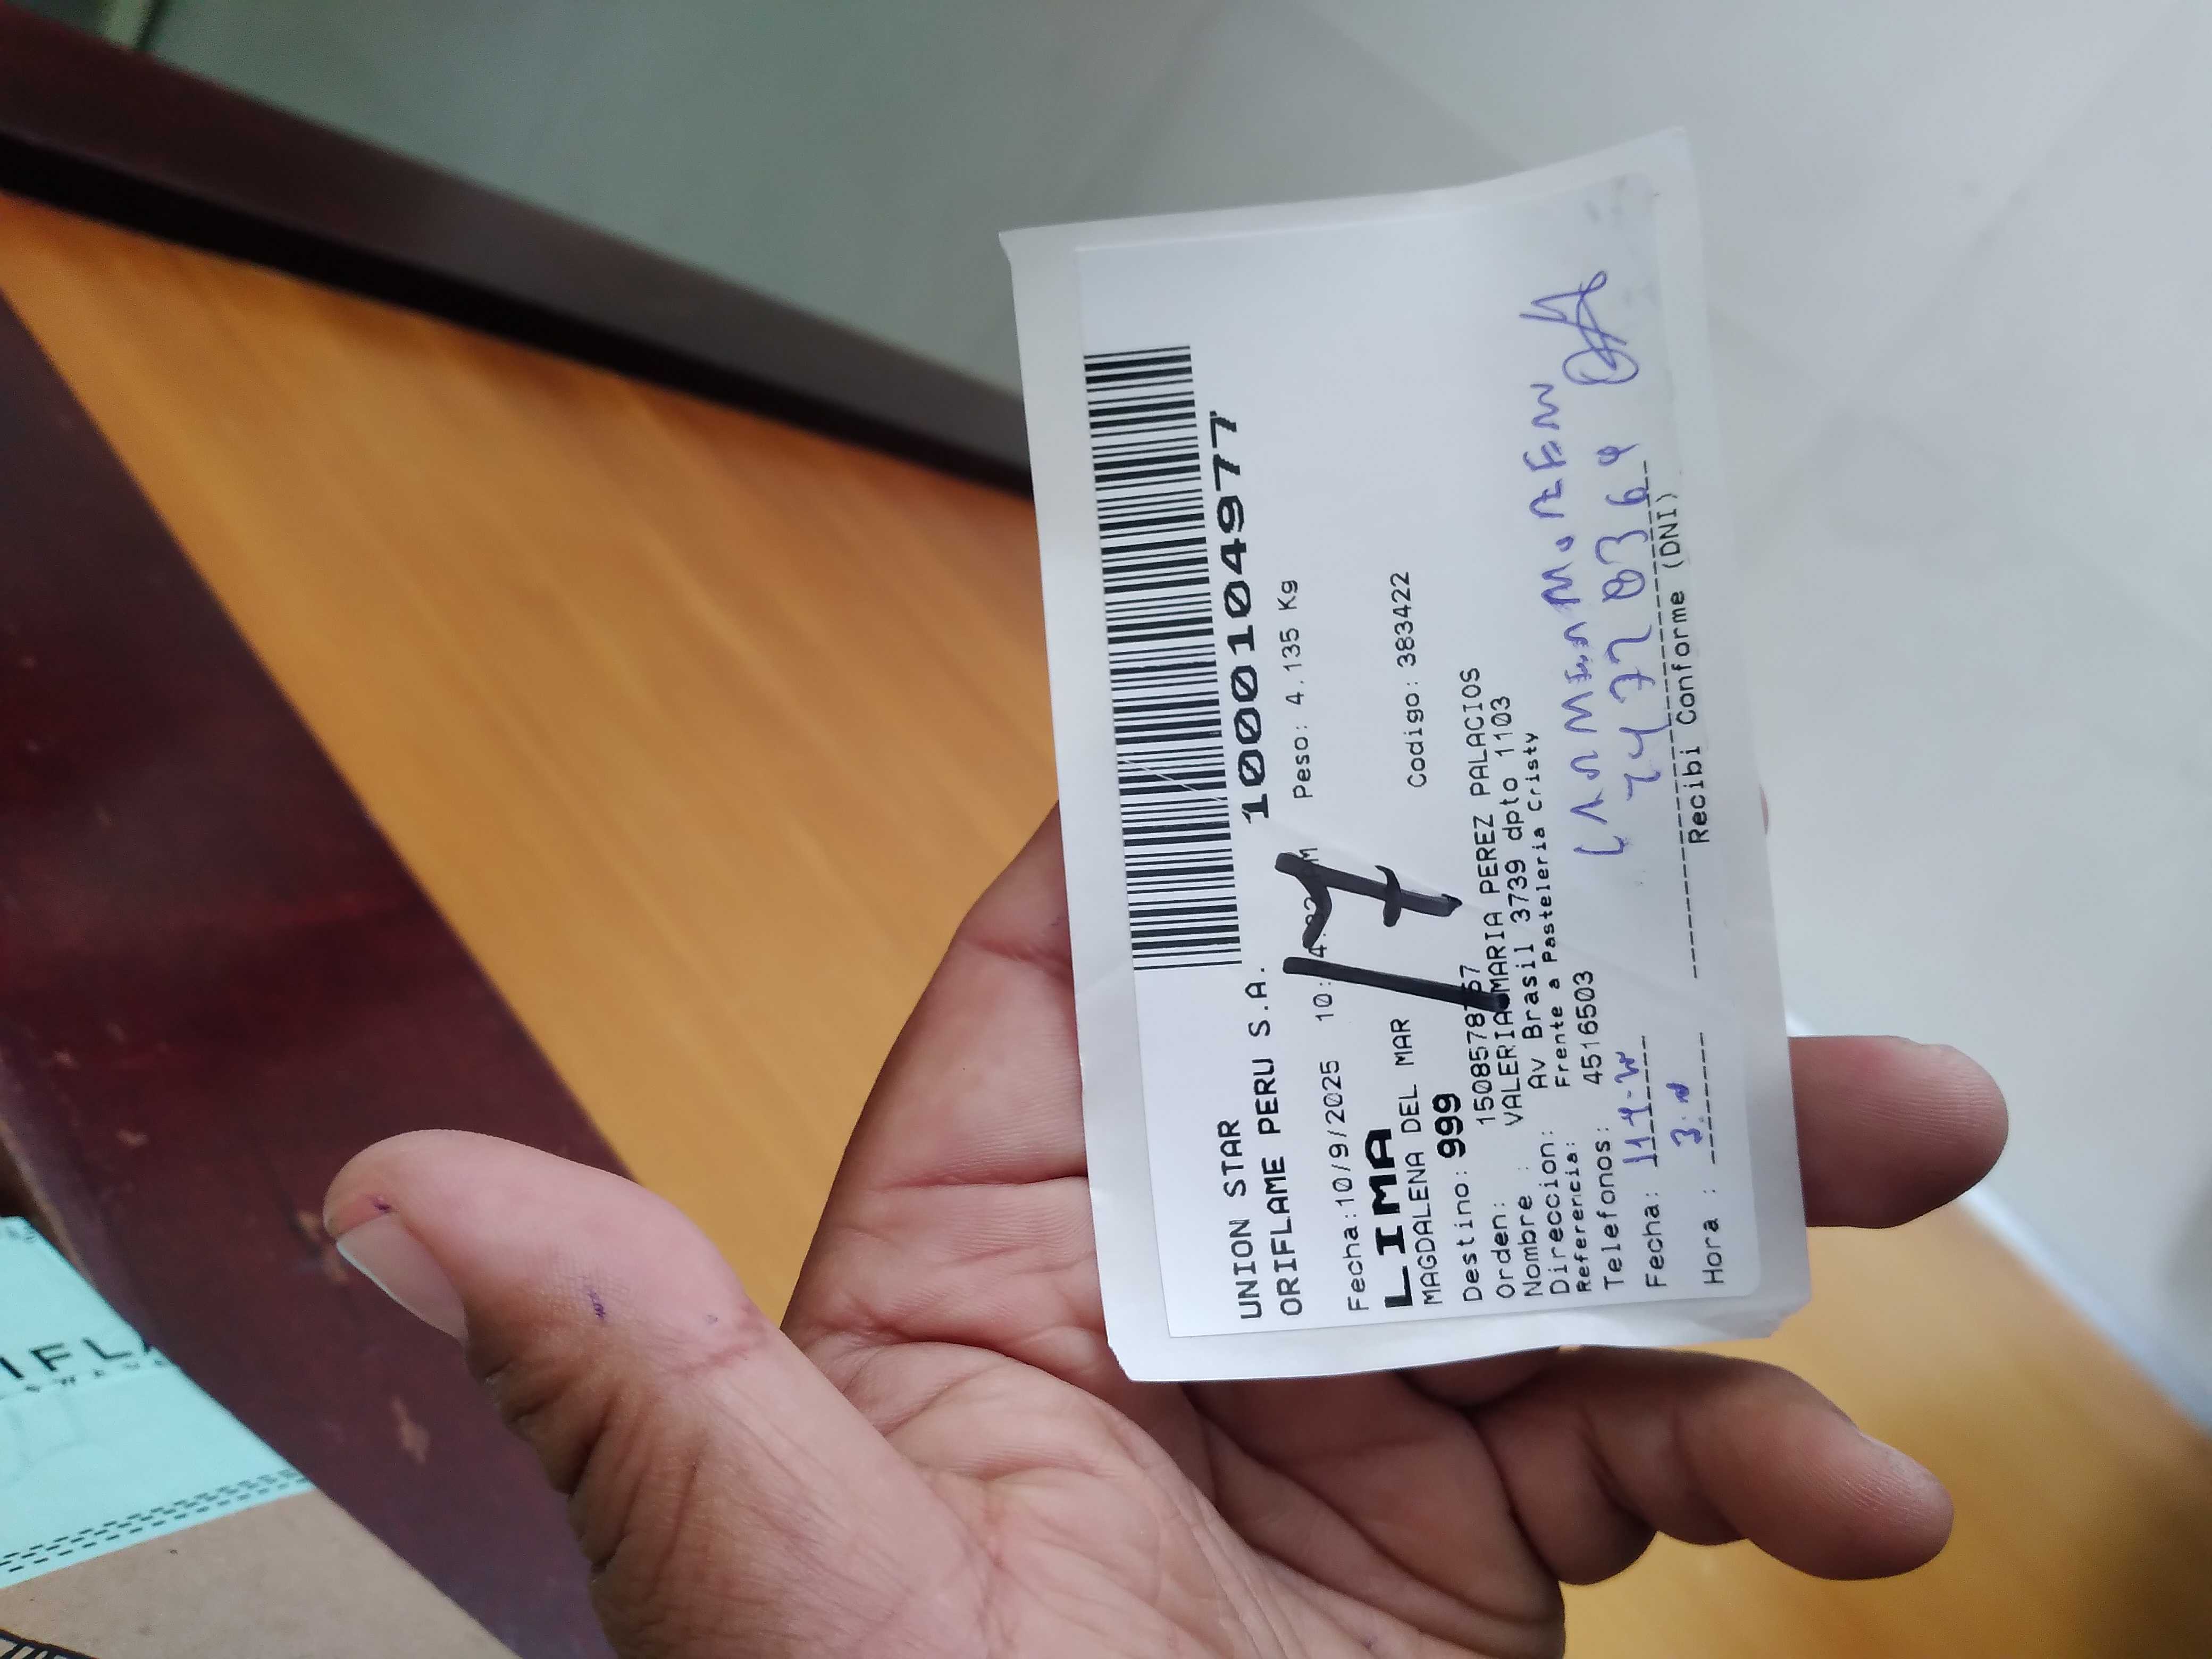 UNION STAR
ORIFLAME PERU S.A.
1000104977
Fecha:10/9/2025 10: Peso: 4.135 Kg
LIMA
MAGDALENA DEL MAR Codigo: 383422
17
Destino: 999
Orden:
Nombre : VALERIA MARIA PEREZ PALACIOS
Direccion: Av Brasil 3739 dpto 1103
Referencia: Frente a Pasteleria Cristy
Telefonos: 4516503
Fecha:
Hora :
Recibi Conforme (DNI)